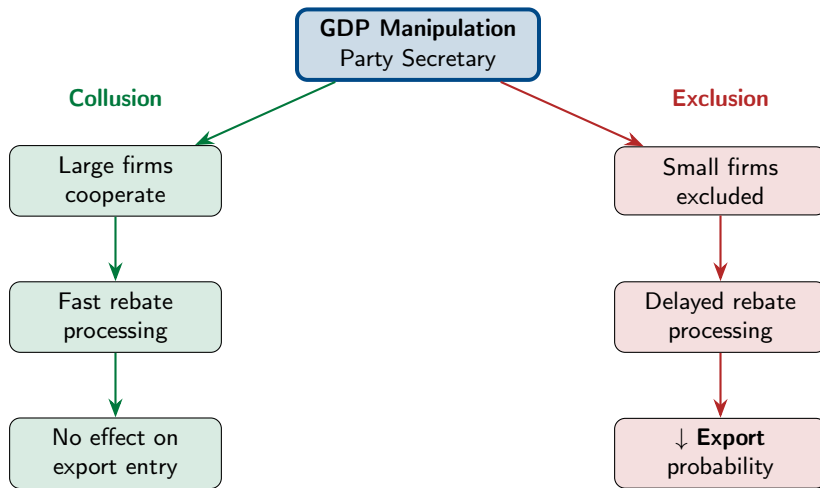 GDP Manipulation
Party Secretary
Collusion
Exclusion
Large firms
cooperate
Small firms
excluded
Fast rebate
processing
Delayed rebate
processing
No effect on
export entry
↓ Export
probability